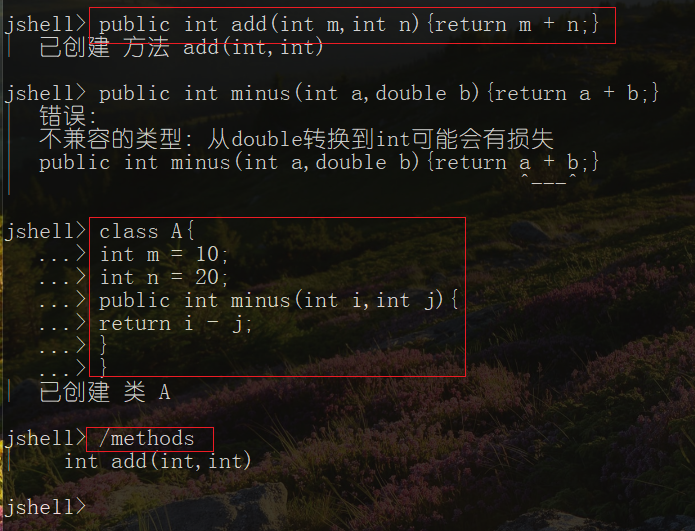 jshell> public int add(int m,int n){return m + n;}
| 已创建 方法 add(int,int)
jshell> public int minus(int a,double b){return a + b;}
| 错误:
| 不兼容的类型: 从double转换到int可能会有损失
| public int minus(int a,double b){return a + b;}
| ^---^
jshell> class A{
...> int m = 10;
...> int n = 20;
...> public int minus(int i,int j){
...> return i - j;
...> }
...> }
| 已创建 类 A
jshell> /methods
| int add(int,int)
jshell>